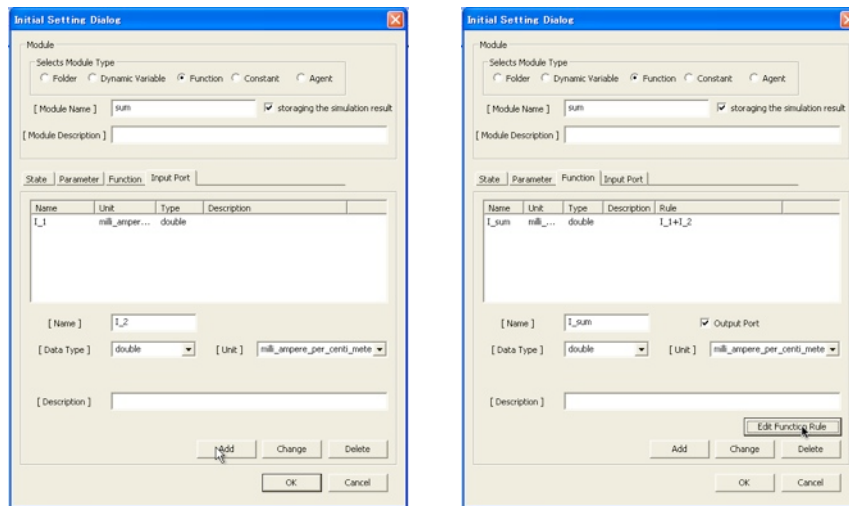 Initial Setting Dialog
Module
Selects Module Type
Folder Dynamic Variable Function Constant Agent
[ Module Name ] sum storaging the simulation result
[ Module Description ]
State Parameter Function Input Port
Name Unit Type Description
I_1 milli_amper... double
[ Name ] I_2
[ Data Type ] double [ Unit ] milli_ampere_per_centi_mete
[ Description ]
Add Change Delete
OK Cancel
Initial Setting Dialog
Module
Selects Module Type
Folder Dynamic Variable Function Constant Agent
[ Module Name ] sum storaging the simulation result
[ Module Description ]
State Parameter Function Input Port
Name Unit Type Description Rule
I_sum milli_... double I_1+I_2
[ Name ] I_sum Output Port
[ Data Type ] double [ Unit ] milli_ampere_per_centi_mete
[ Description ]
Edit Function Rule
Add Change Delete
OK Cancel